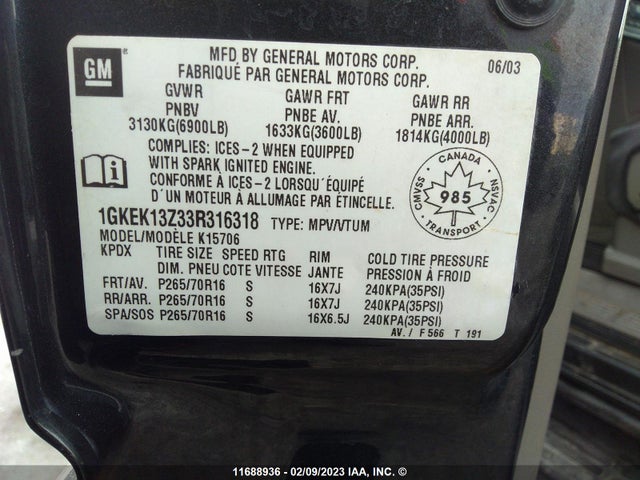 GM
MFD BY GENERAL MOTORS CORP.
FABRIQUÉ PAR GENERAL MOTORS CORP.
06/03
GVWR GAWR FRT GAWR RR
PNBV PNBE AV. PNBE ARR.
3130KG(6900LB) 1633KG(3600LB) 1814KG(4000LB)
COMPLIES: ICES-2 WHEN EQUIPPED
WITH SPARK IGNITED ENGINE.
CONFORME À ICES-2 LORSQU'ÉQUIPÉ
D'UN MOTEUR À ALLUMAGE PAR ÉTINCELLE.
CANADA
CMVSS
985
NSVAC
TRANSPORT
1GKEK13Z33R316318 TYPE: MPV/VTUM
MODEL/MODÈLE K15706
KPDX TIRE SIZE SPEED RTG RIM COLD TIRE PRESSURE
DIM. PNEU COTE VITESSE JANTE PRESSION À FROID
FRT/AV. P265/70R16 S 16X7J 240KPA(35PSI)
RR/ARR. P265/70R16 S 16X7J 240KPA(35PSI)
SPA/SOS P265/70R16 S 16X6.5J 240KPA(35PSI)
AV./ F 566 T 191
11688936 - 02/09/2023 IAA, INC. ©